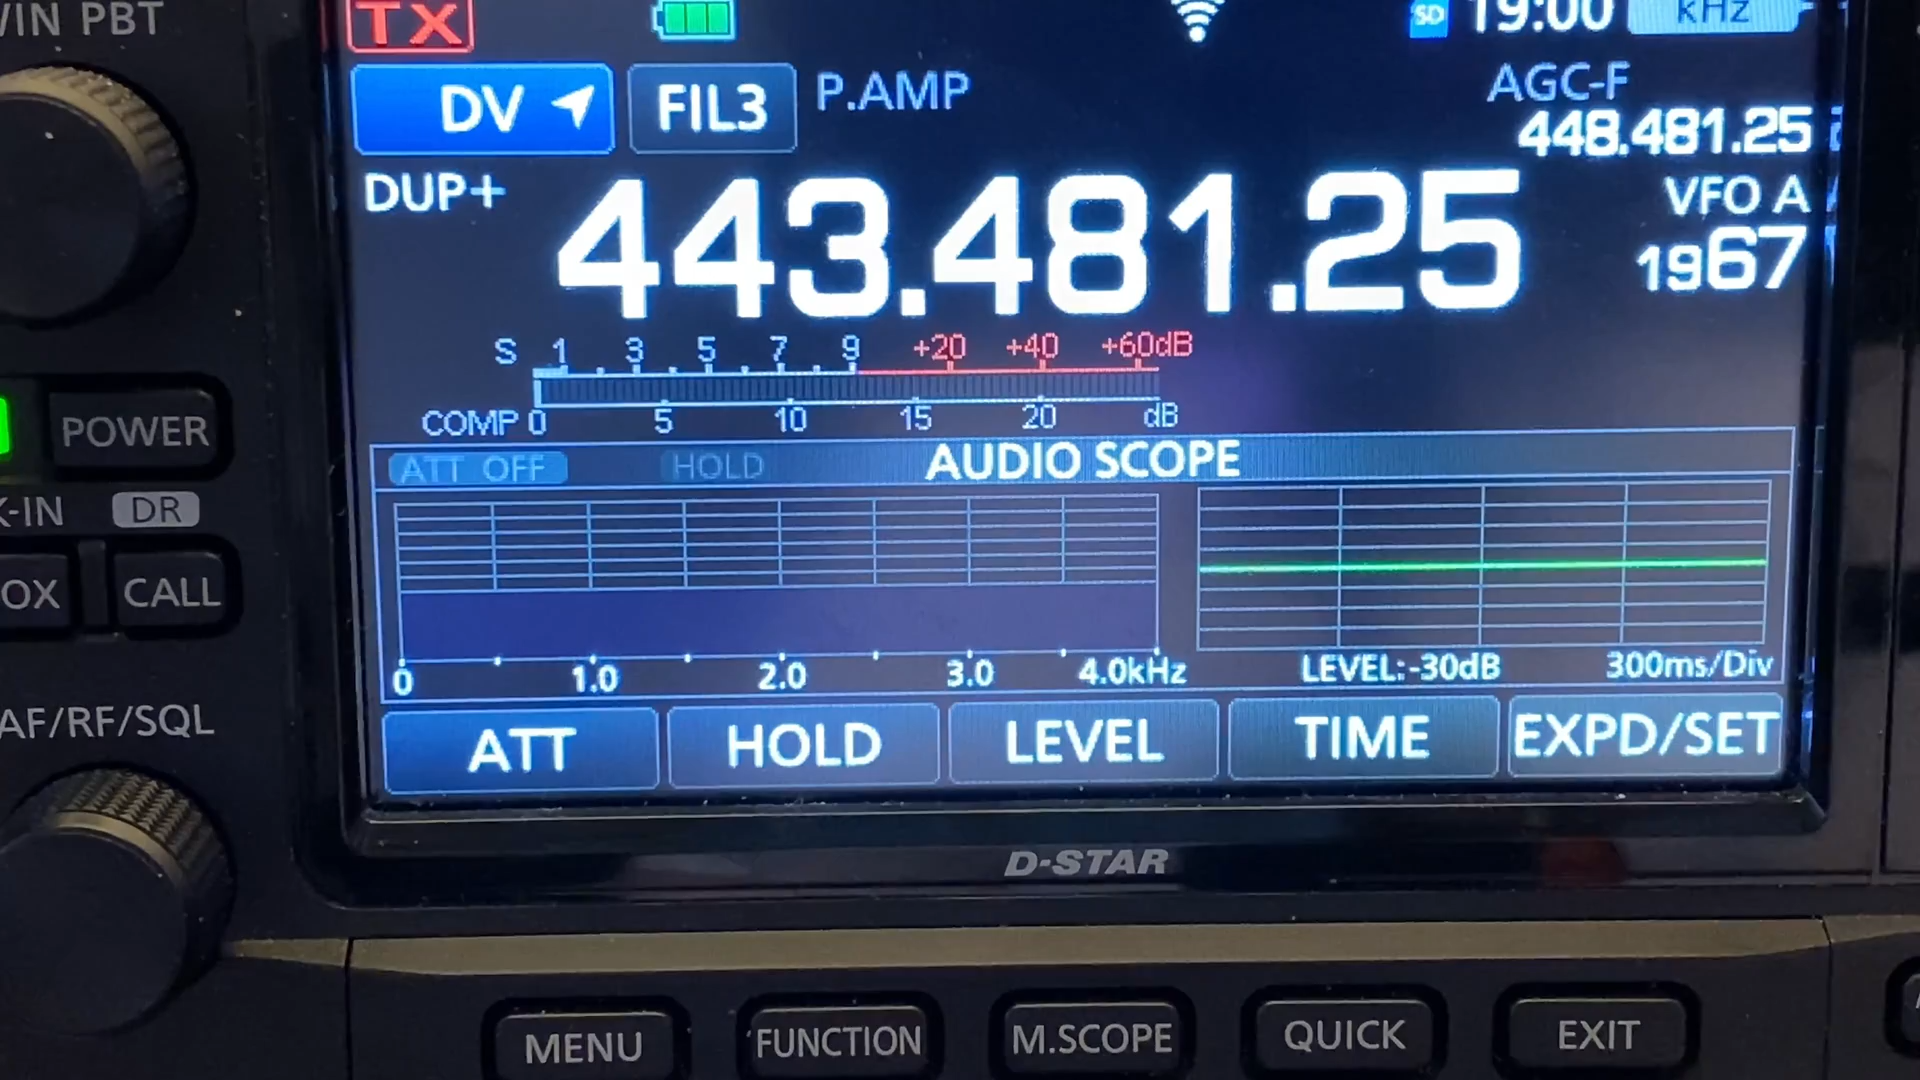 WIN PBT
TX
SD 19:00 kHz
DV FIL3 P.AMP AGC-F
448.481.25
DUP+ 443.481.25 VFO A
1967
S 1 3 5 7 9 +20 +40 +60dB
COMP 0 5 10 15 20 dB
POWER
ATT OFF HOLD AUDIO SCOPE
K-IN DR
OX CALL
0 1.0 2.0 3.0 4.0kHz LEVEL:-30dB 300ms/Div
AF/RF/SQL
ATT HOLD LEVEL TIME EXPD/SET
D-STAR
MENU FUNCTION M.SCOPE QUICK EXIT